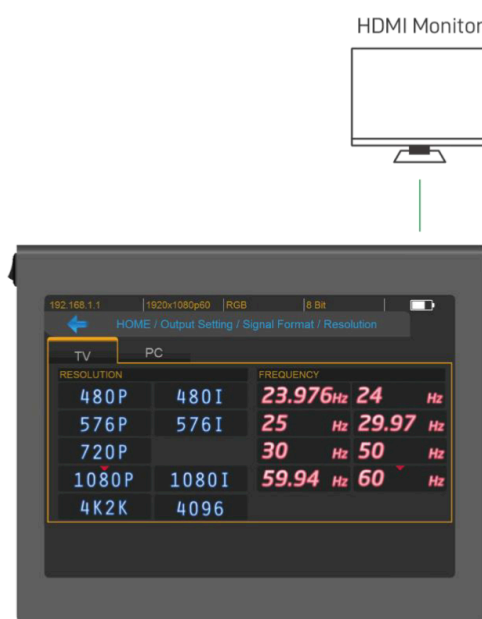 HDMI Monitor
192.168.1.1 1920x1080p60 RGB 8 Bit
HOME / Output Setting / Signal Format / Resolution
TV PC
RESOLUTION FREQUENCY
480P 480I 23.976Hz 24 Hz
576P 576I 25 Hz 29.97 Hz
720P 30 Hz 50 Hz
1080P 1080I 59.94 Hz 60 Hz
4K2K 4096